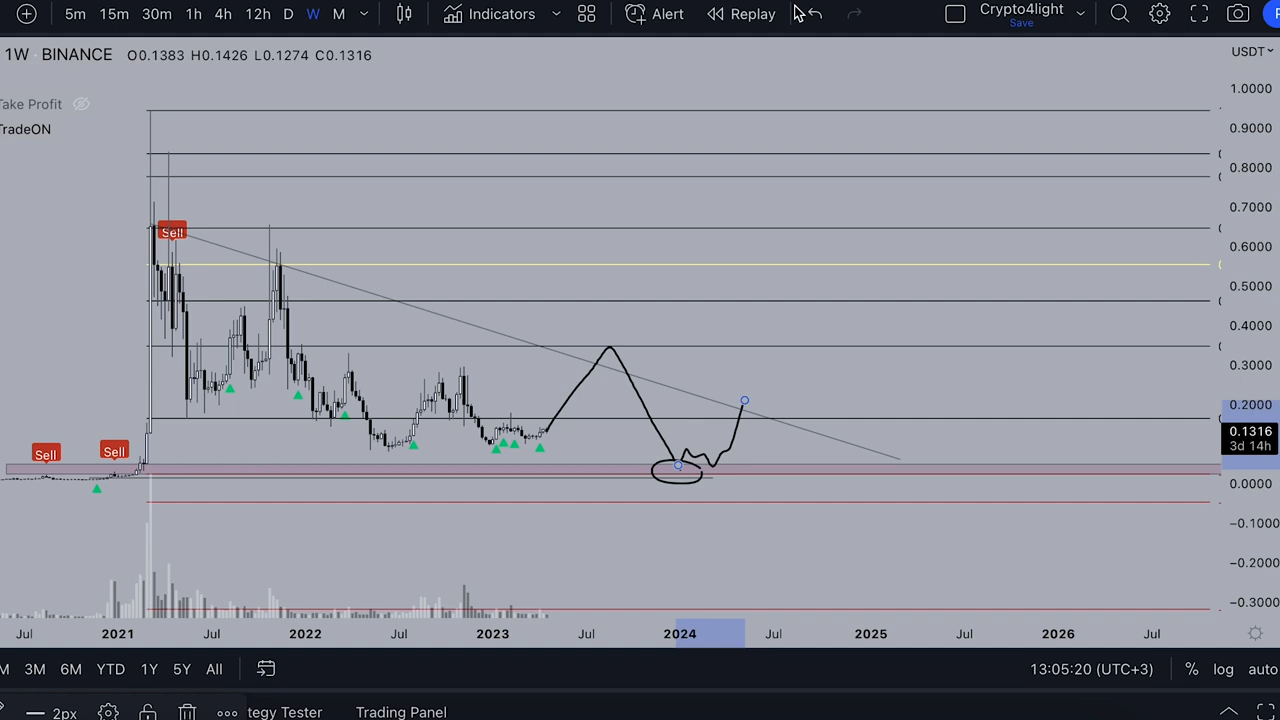 5m 15m 30m 1h 4h 12h D W M Indicators Alert Replay Crypto4light
Save
1W · BINANCE O0.1383 H0.1426 L0.1274 C0.1316 USDT
1.0000
Take Profit
TradeON
0.9000
0.8000
0.7000
Sell
0.6000
0.5000
0.4000
0.3000
0.2000
0.1316
3d 14h
Sell Sell
0.0000
-0.1000
-0.2000
-0.3000
Jul 2021 Jul 2022 Jul 2023 Jul 2024 Jul 2025 Jul 2026 Jul
M 3M 6M YTD 1Y 5Y All 13:05:20 (UTC+3) % log auto
2px tegy Tester Trading Panel